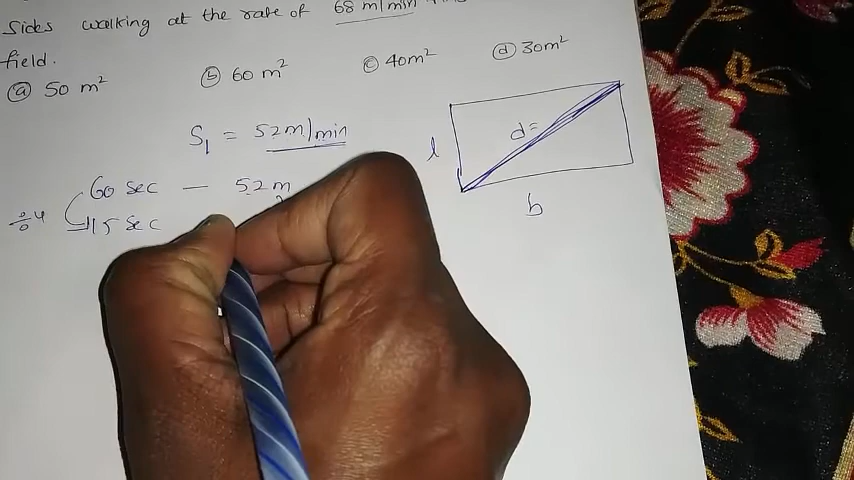 Sides walking at the rate of 68 m/min
field.
ⓐ 50 m² ⓑ 60 m² ⓒ 40m² ⓓ 30m²
S₁ = 52m/min
d=
l
60 sec — 52m
÷4 15 sec
b